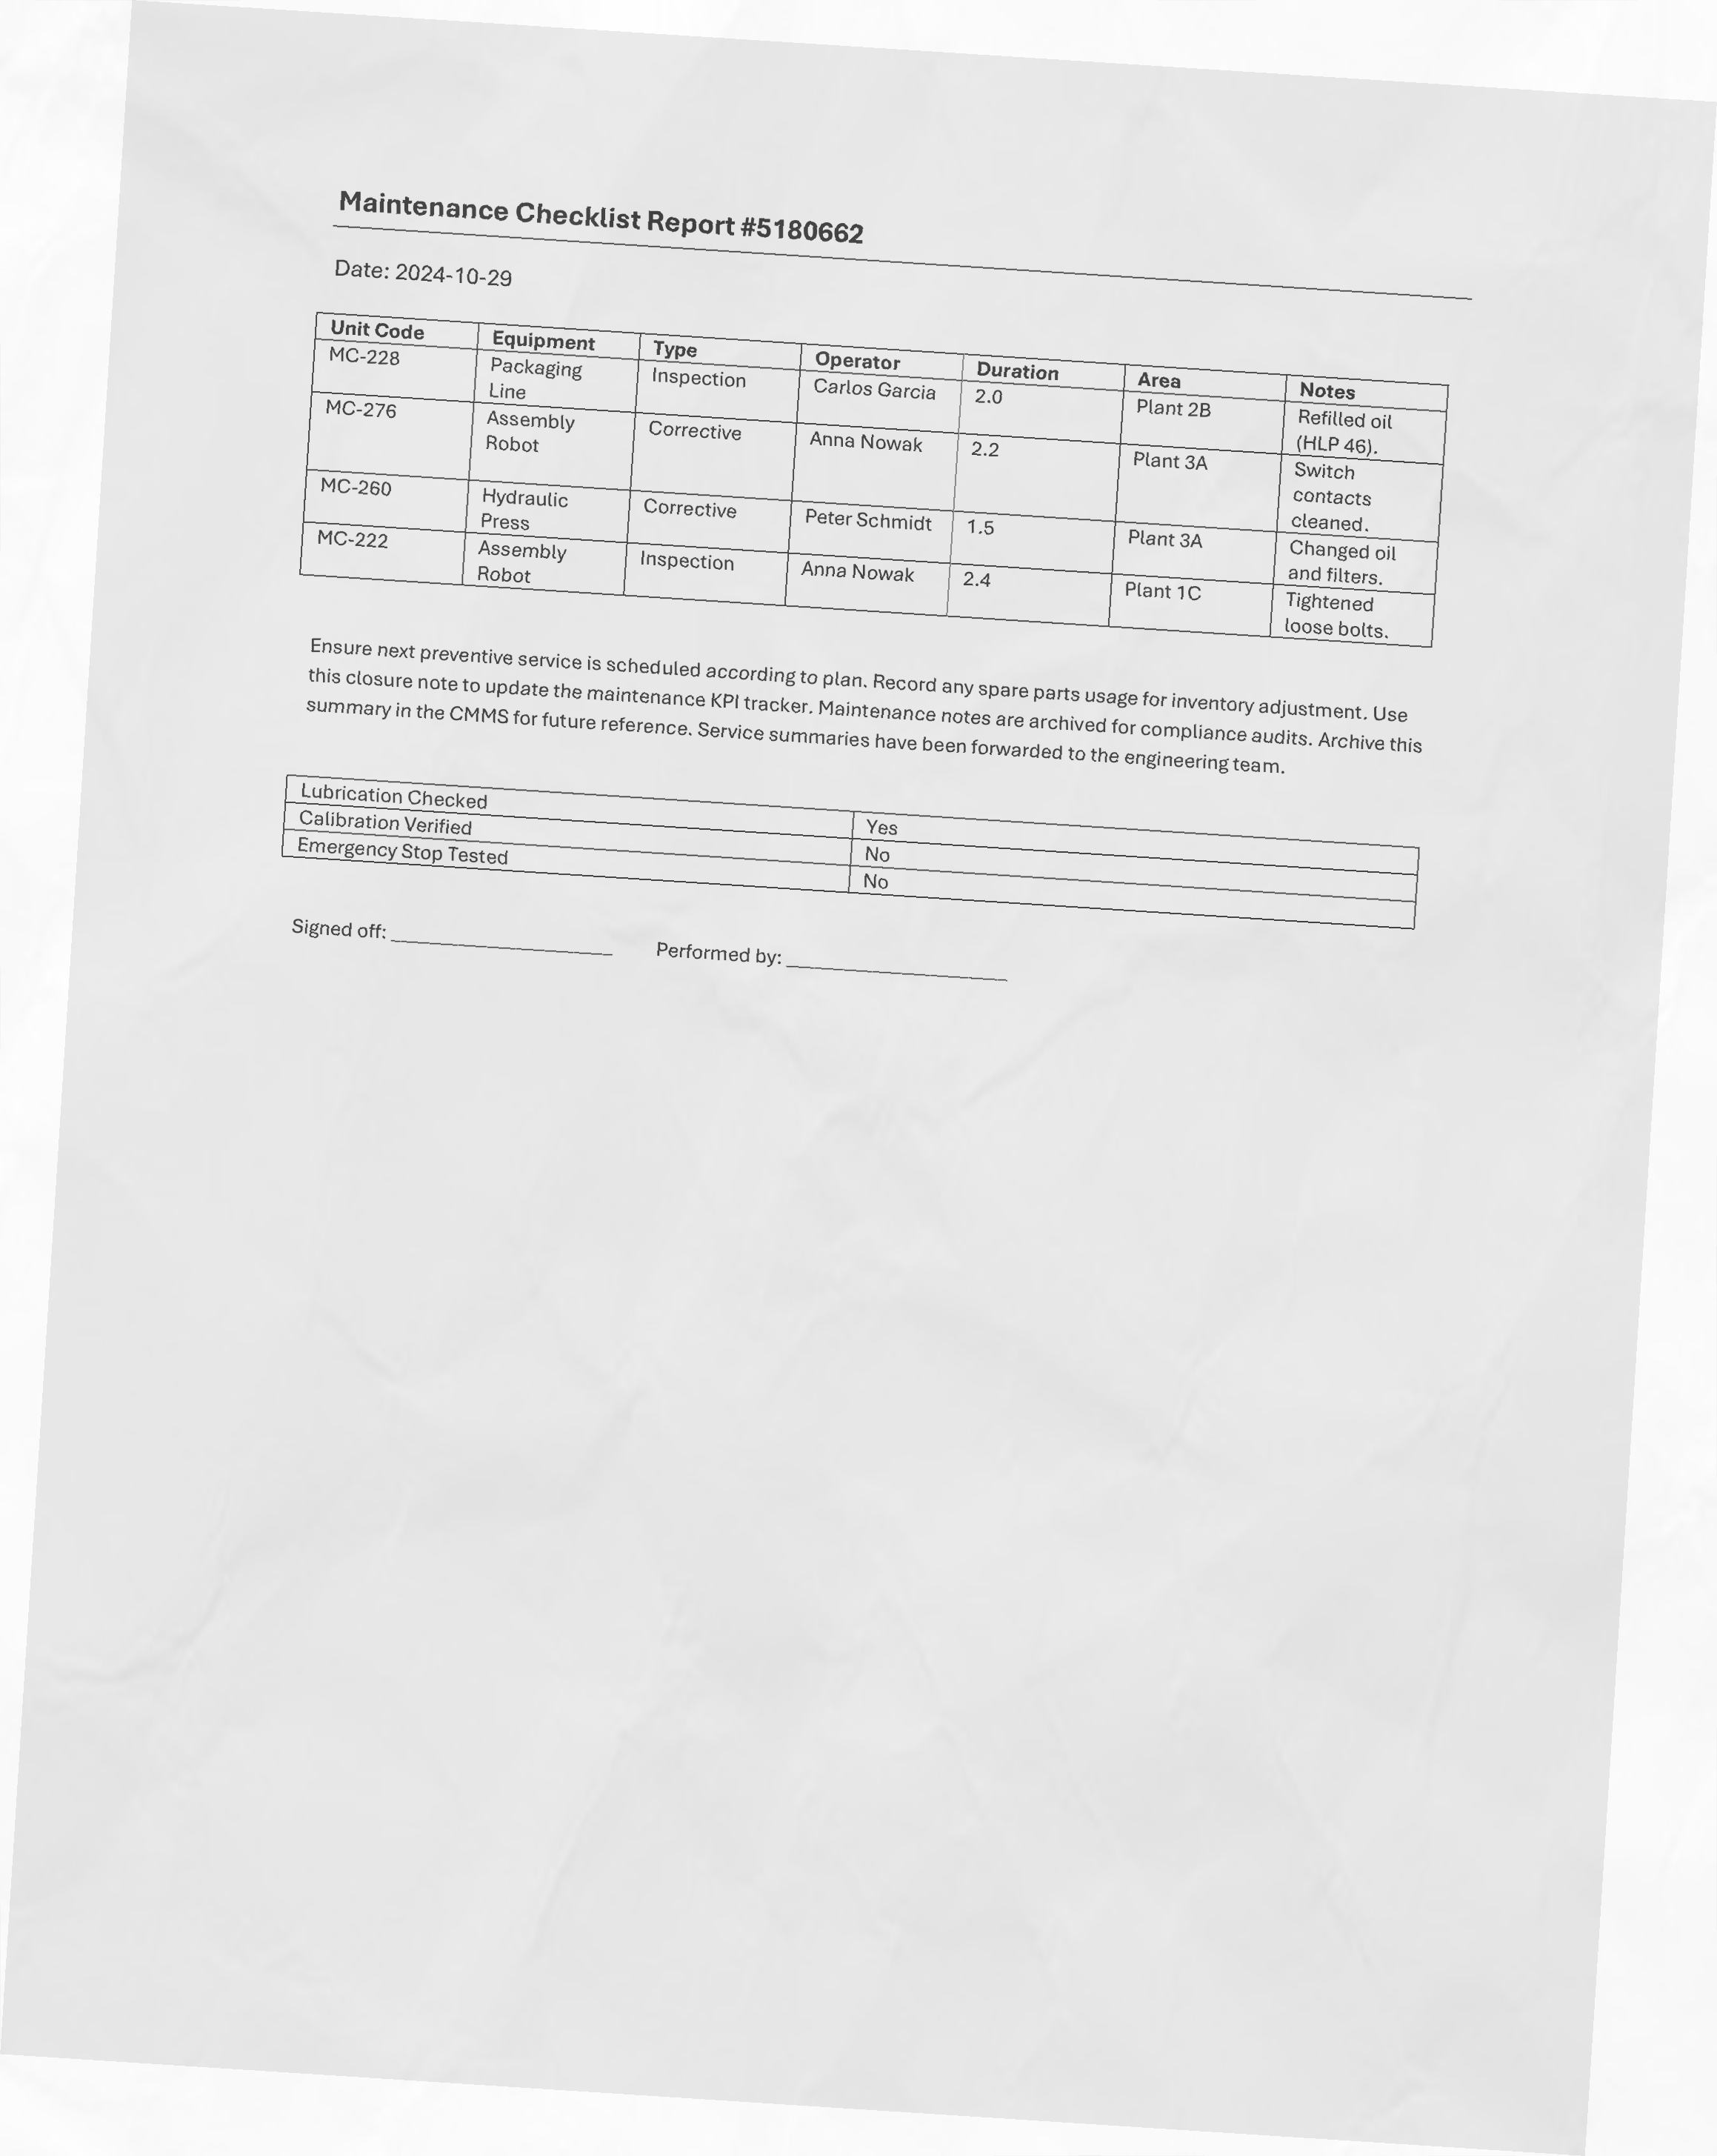 Maintenance Checklist Report #5180662
Date: 2024-10-29
Unit Code Equipment Type Operator Duration Area Notes
MC-228 Packaging Line Inspection Carlos Garcia 2.0 Plant 2B Refilled oil (HLP 46).
MC-276 Assembly Robot Corrective Anna Nowak 2.2 Plant 3A Switch contacts cleaned.
MC-260 Hydraulic Press Corrective Peter Schmidt 1.5 Plant 3A Changed oil and filters.
MC-222 Assembly Robot Inspection Anna Nowak 2.4 Plant 1C Tightened loose bolts.
Ensure next preventive service is scheduled according to plan. Record any spare parts usage for inventory adjustment. Use
this closure note to update the maintenance KPI tracker. Maintenance notes are archived for compliance audits. Archive this
summary in the CMMS for future reference. Service summaries have been forwarded to the engineering team.
Lubrication Checked Yes
Calibration Verified No
Emergency Stop Tested No
Signed off: ____________________ Performed by: ____________________